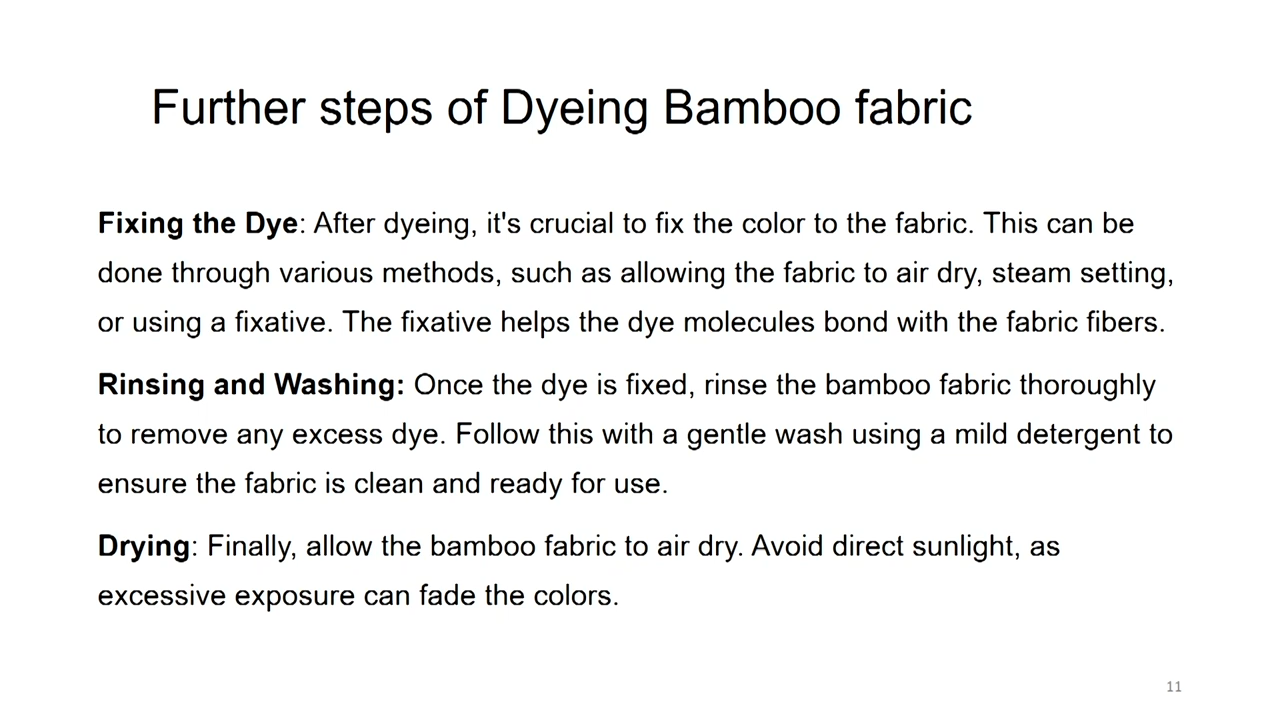 Further steps of Dyeing Bamboo fabric
Fixing the Dye: After dyeing, it's crucial to fix the color to the fabric. This can be
done through various methods, such as allowing the fabric to air dry, steam setting,
or using a fixative. The fixative helps the dye molecules bond with the fabric fibers.
Rinsing and Washing: Once the dye is fixed, rinse the bamboo fabric thoroughly
to remove any excess dye. Follow this with a gentle wash using a mild detergent to
ensure the fabric is clean and ready for use.
Drying: Finally, allow the bamboo fabric to air dry. Avoid direct sunlight, as
excessive exposure can fade the colors.
11